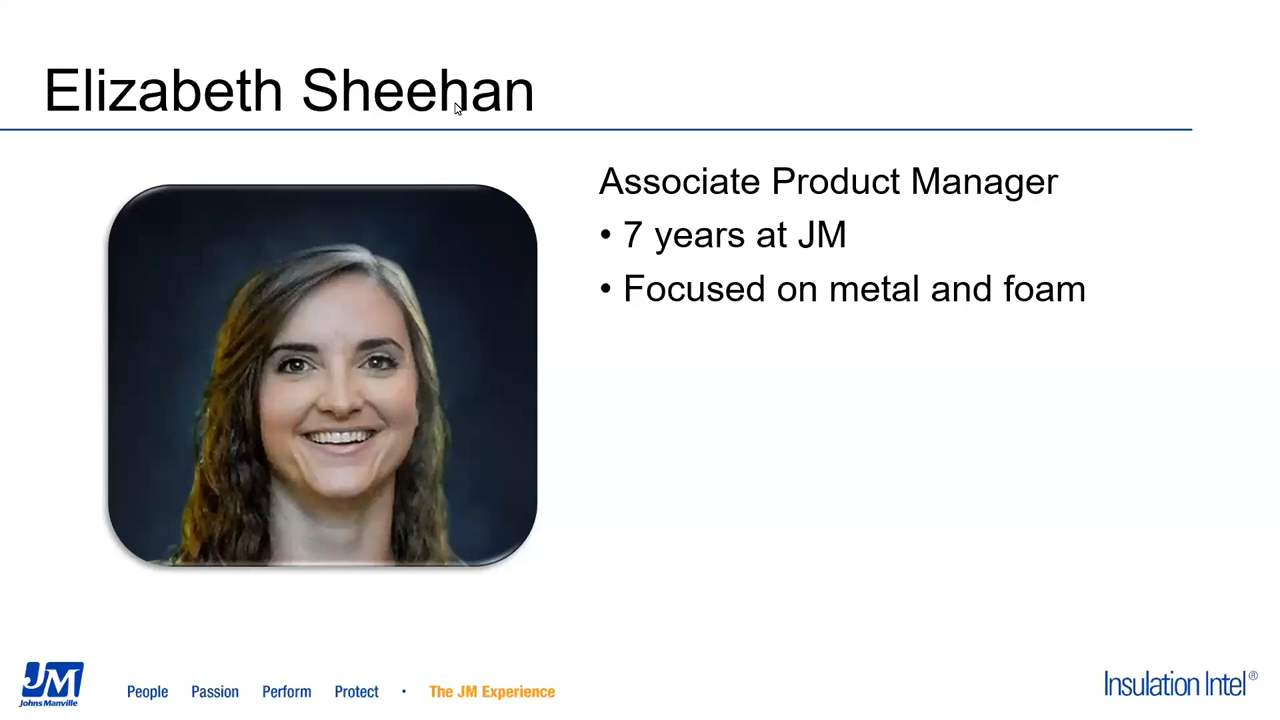 Elizabeth Sheehan
Associate Product Manager
• 7 years at JM
• Focused on metal and foam
JM
Johns Manville
People Passion Perform Protect • The JM Experience
Insulation Intel®